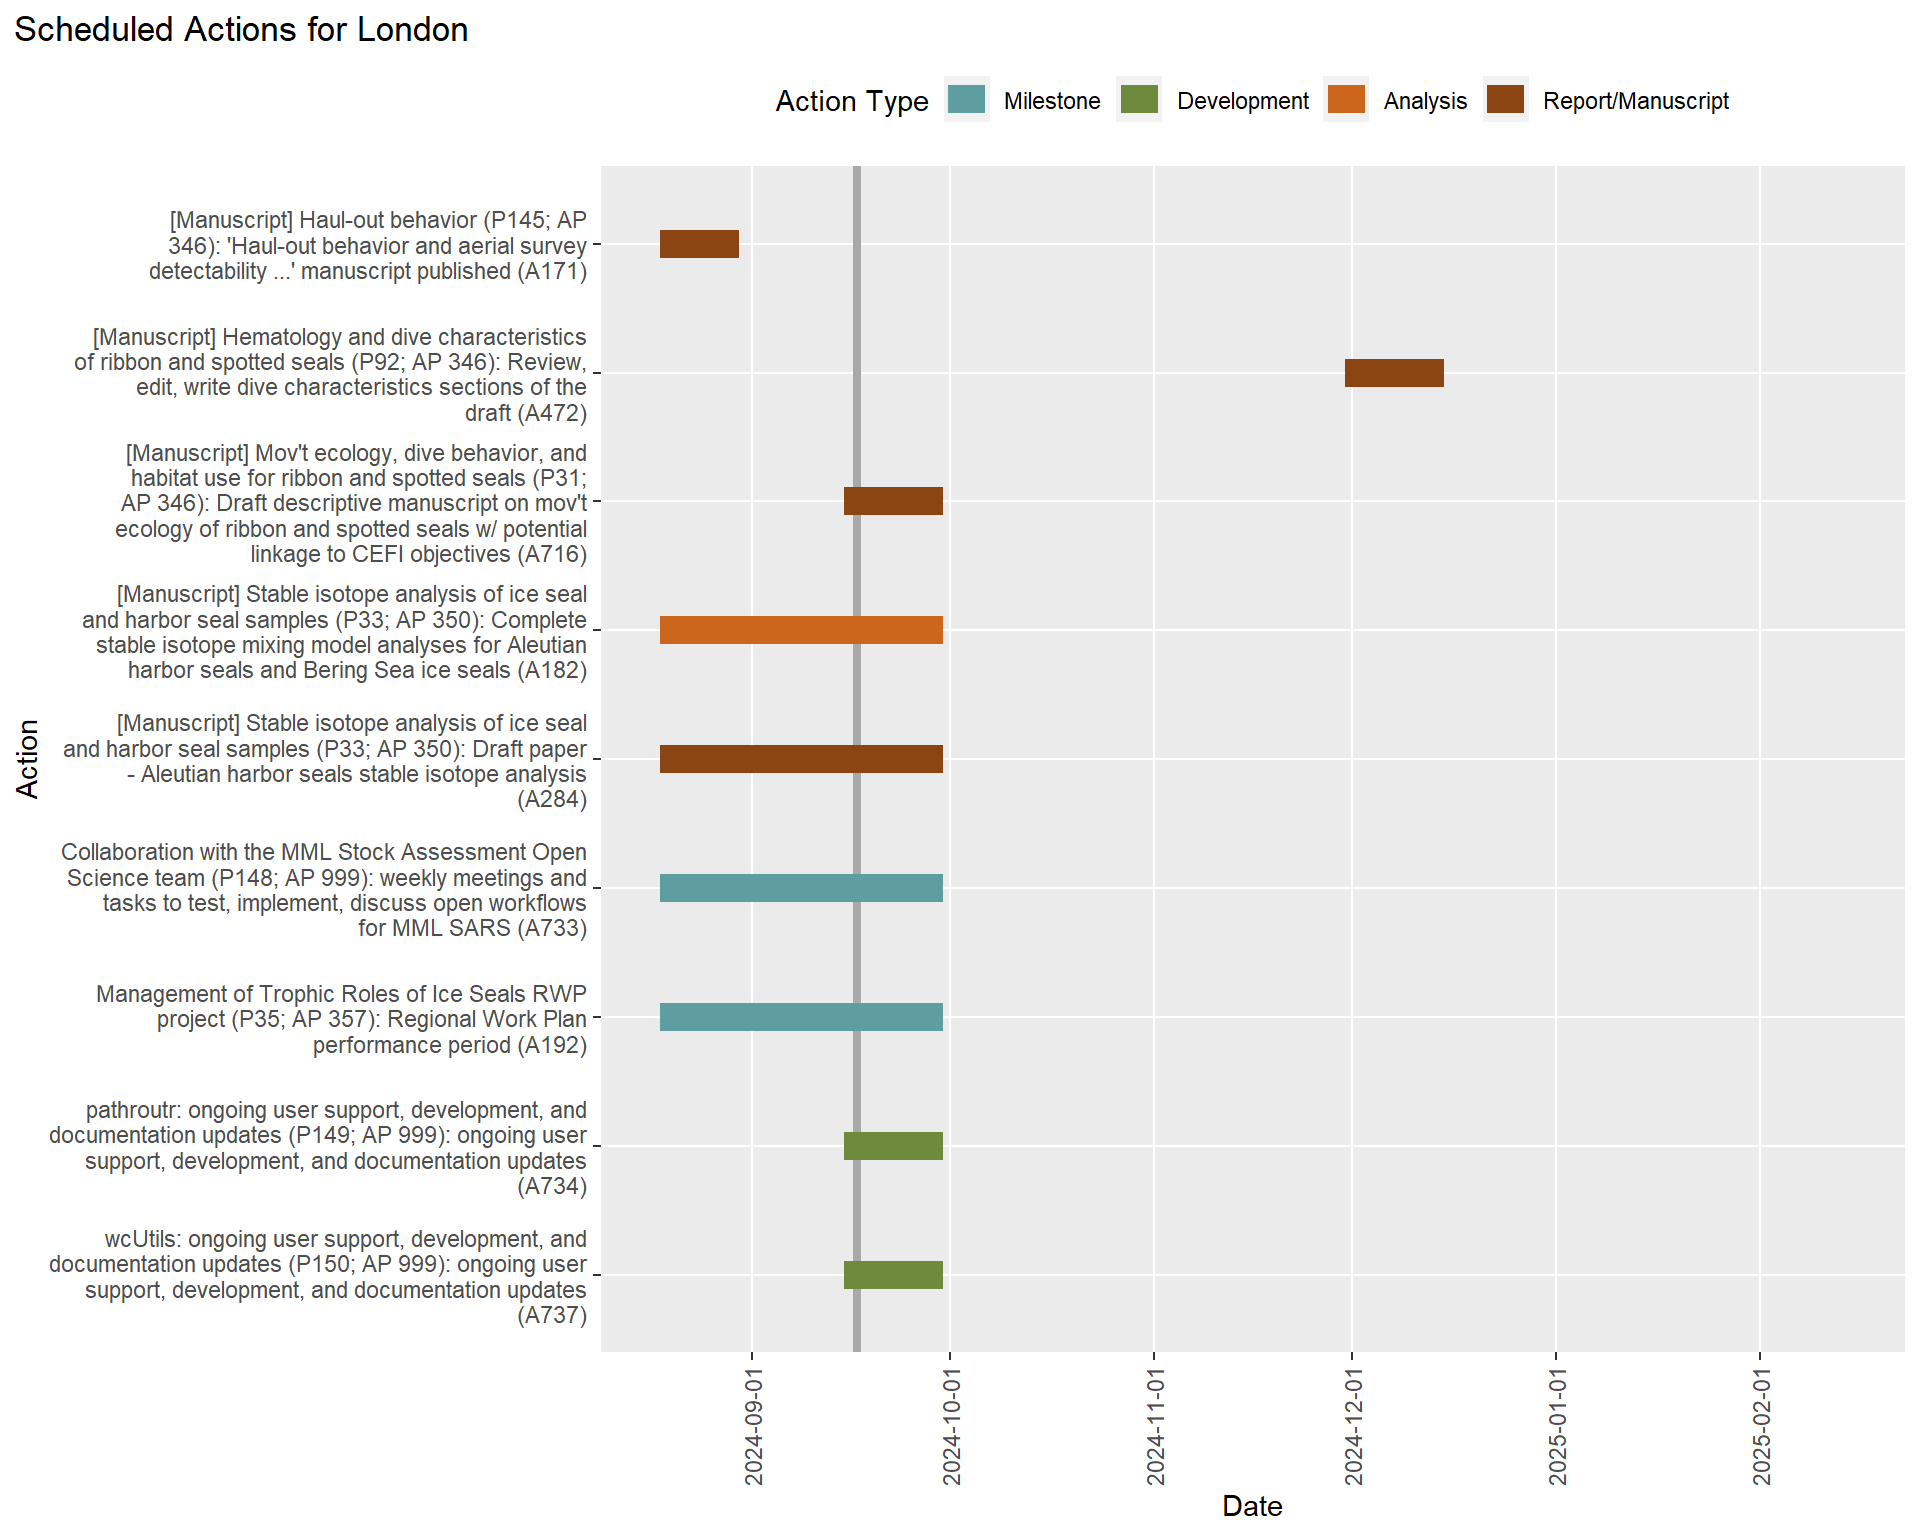 Scheduled Actions for London
Action Type
Milestone
Development
Analysis
Report/Manuscript
[Manuscript] Haul-out behavior (P145; AP
346): 'Haul-out behavior and aerial survey
detectability ...' manuscript published (A171)
[Manuscript] Hematology and dive characteristics
of ribbon and spotted seals (P92; AP 346): Review,
edit, write dive characteristics sections of the
draft (A472)
[Manuscript] Mov't ecology, dive behavior, and
habitat use for ribbon and spotted seals (P31;
AP 346): Draft descriptive manuscript on mov't
ecology of ribbon and spotted seals w/ potential
linkage to CEFI objectives (A716)
[Manuscript] Stable isotope analysis of ice seal
and harbor seal samples (P33; AP 350): Complete
stable isotope mixing model analyses for Aleutian
harbor seals and Bering Sea ice seals (A182)
[Manuscript] Stable isotope analysis of ice seal
and harbor seal samples (P33; AP 350): Draft paper
- Aleutian harbor seals stable isotope analysis
(A284)
Collaboration with the MML Stock Assessment Open
Science team (P148; AP 999): weekly meetings and
tasks to test, implement, discuss open workflows
for MML SARS (A733)
Management of Trophic Roles of Ice Seals RWP
project (P35; AP 357): Regional Work Plan
performance period (A192)
pathroutr: ongoing user support, development, and
documentation updates (P149; AP 999): ongoing user
support, development, and documentation updates
(A734)
wcUtils: ongoing user support, development, and
documentation updates (P150; AP 999): ongoing user
support, development, and documentation updates
(A737)
Action
2024-09-01
2024-10-01
2024-11-01
2024-12-01
2025-01-01
2025-02-01
Date